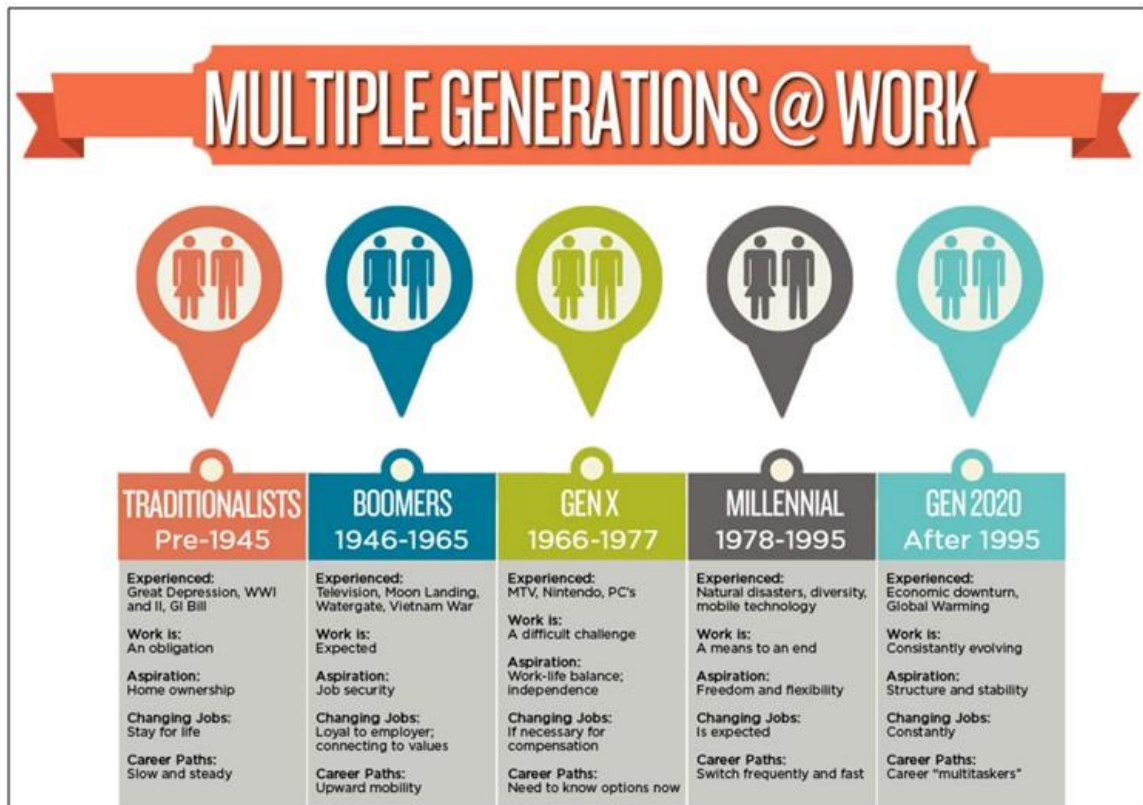 MULTIPLE GENERATIONS @ WORK
TRADITIONALISTS
Pre-1945
Experienced:
Great Depression, WWI
and II, GI Bill
Work is:
An obligation
Aspiration:
Home ownership
Changing Jobs:
Stay for life
Career Paths:
Slow and steady
BOOMERS
1946-1965
Experienced:
Television, Moon Landing,
Watergate, Vietnam War
Work is:
Expected
Aspiration:
Job security
Changing Jobs:
Loyal to employer;
connecting to values
Career Paths:
Upward mobility
GEN X
1966-1977
Experienced:
MTV, Nintendo, PC's
Work is:
A difficult challenge
Aspiration:
Work-life balance;
independence
Changing Jobs:
If necessary for
compensation
Career Paths:
Need to know options now
MILLENNIAL
1978-1995
Experienced:
Natural disasters, diversity,
mobile technology
Work is:
A means to an end
Aspiration:
Freedom and flexibility
Changing Jobs:
Is expected
Career Paths:
Switch frequently and fast
GEN 2020
After 1995
Experienced:
Economic downturn,
Global Warming
Work is:
Consistantly evolving
Aspiration:
Structure and stability
Changing Jobs:
Constantly
Career Paths:
Career "multitaskers"